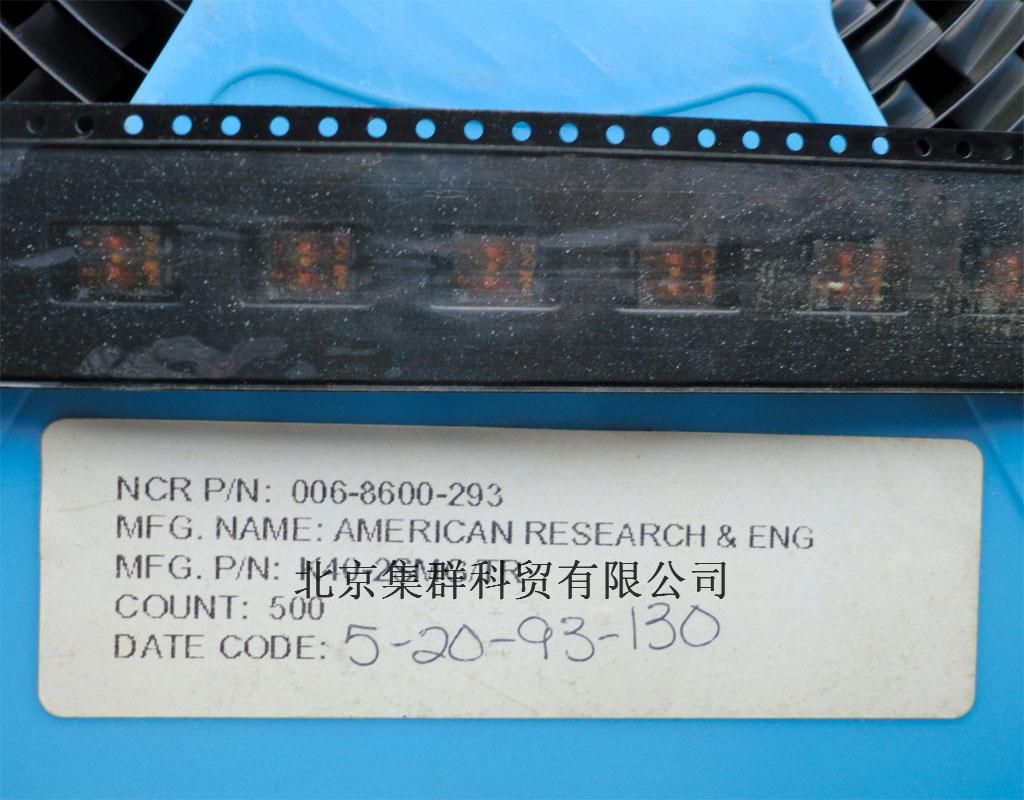 NCR P/N: 006-8600-293
MFG. NAME: AMERICAN RESEARCH & ENG
MFG. P/N:
北京集群科贸有限公司
COUNT: 500
DATE CODE: 5-20-93-130